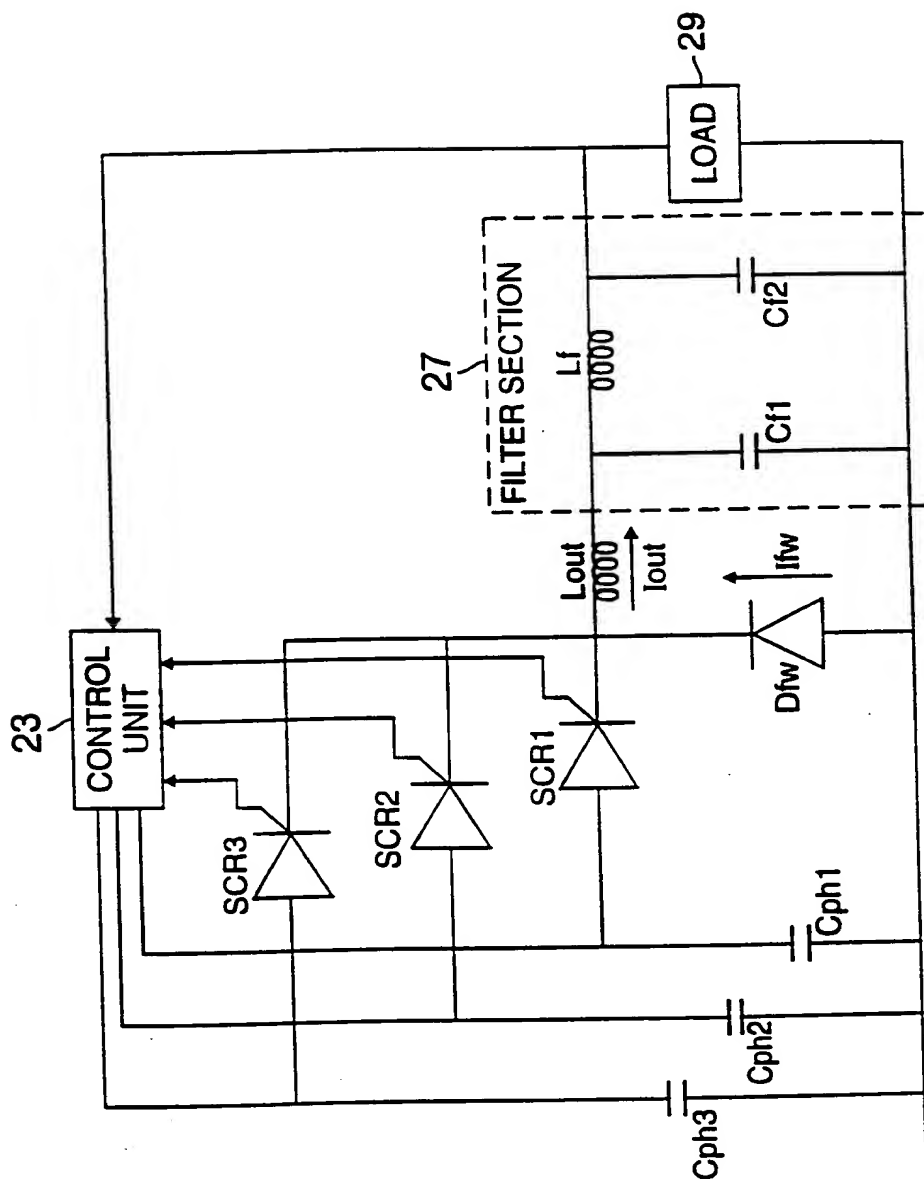 23
CONTROL
UNIT
SCR3
SCR2
SCR1
Lout
Iout
Dfw
Ifw
27
FILTER SECTION
Lf
Cf1
Cf2
LOAD
29
Cph1
Cph2
Cph3